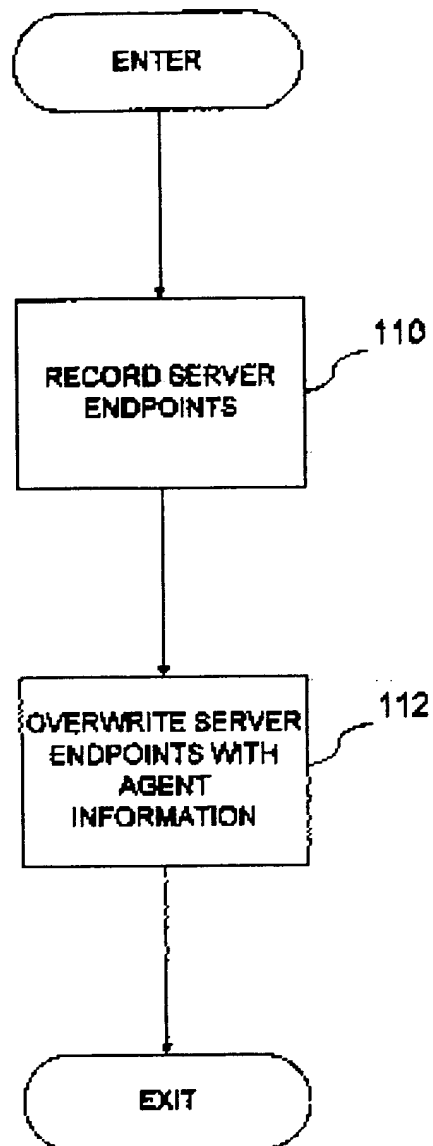 ENTER
110
RECORD SERVER
ENDPOINTS
112
OVERWRITE SERVER
ENDPOINTS WITH
AGENT
INFORMATION
EXIT